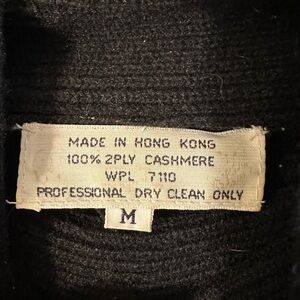 MADE IN HONG KONG
100% 2PLY CASHMERE
WPL 7110
PROFESSIONAL DRY CLEAN ONLY
M